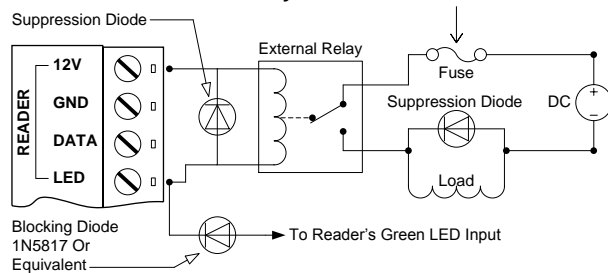 Suppression Diode
External Relay
Fuse
Suppression Diode
DC
+
–
Load
READER
12V
GND
DATA
LED
Blocking Diode
1N5817 Or
Equivalent
To Reader's Green LED Input